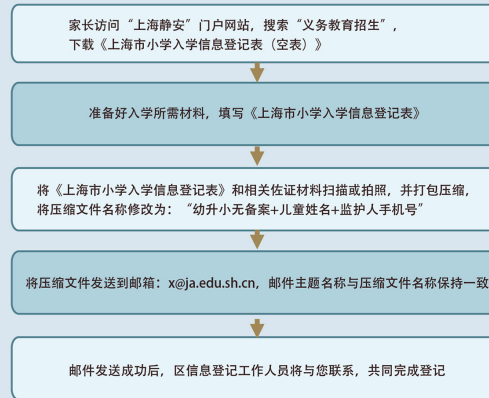 家长访问“上海静安”门户网站，搜索“义务教育招生”，
下载《上海市小学入学信息登记表（空表）》
准备好入学所需材料，填写《上海市小学入学信息登记表》
将《上海市小学入学信息登记表》和相关佐证材料扫描或拍照，并打包压缩，
将压缩文件名称修改为：“幼升小无备案+儿童姓名+监护人手机号”
将压缩文件发送到邮箱：x@ja.edu.sh.cn，邮件主题名称与压缩文件名称保持一致
邮件发送成功后，区信息登记工作人员将与您联系，共同完成登记